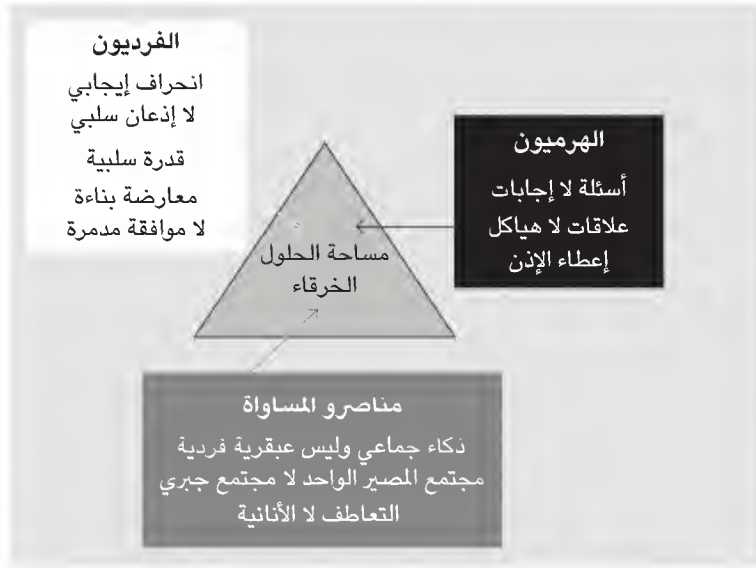 الفرديون
انحراف إيجابي
لا إذعان سلبي
قدرة سلبية
معارضة بناءة
لا موافقة مدمرة
الهرميون
أسئلة لا إجابات
علاقات لا هياكل
إعطاء الإذن
مساحة الحلول
الخرقاء
مناصرو المساواة
ذكاء جماعي وليس عبقرية فردية
مجتمع المصير الواحد لا مجتمع جبري
التعاطف لا الأنانية